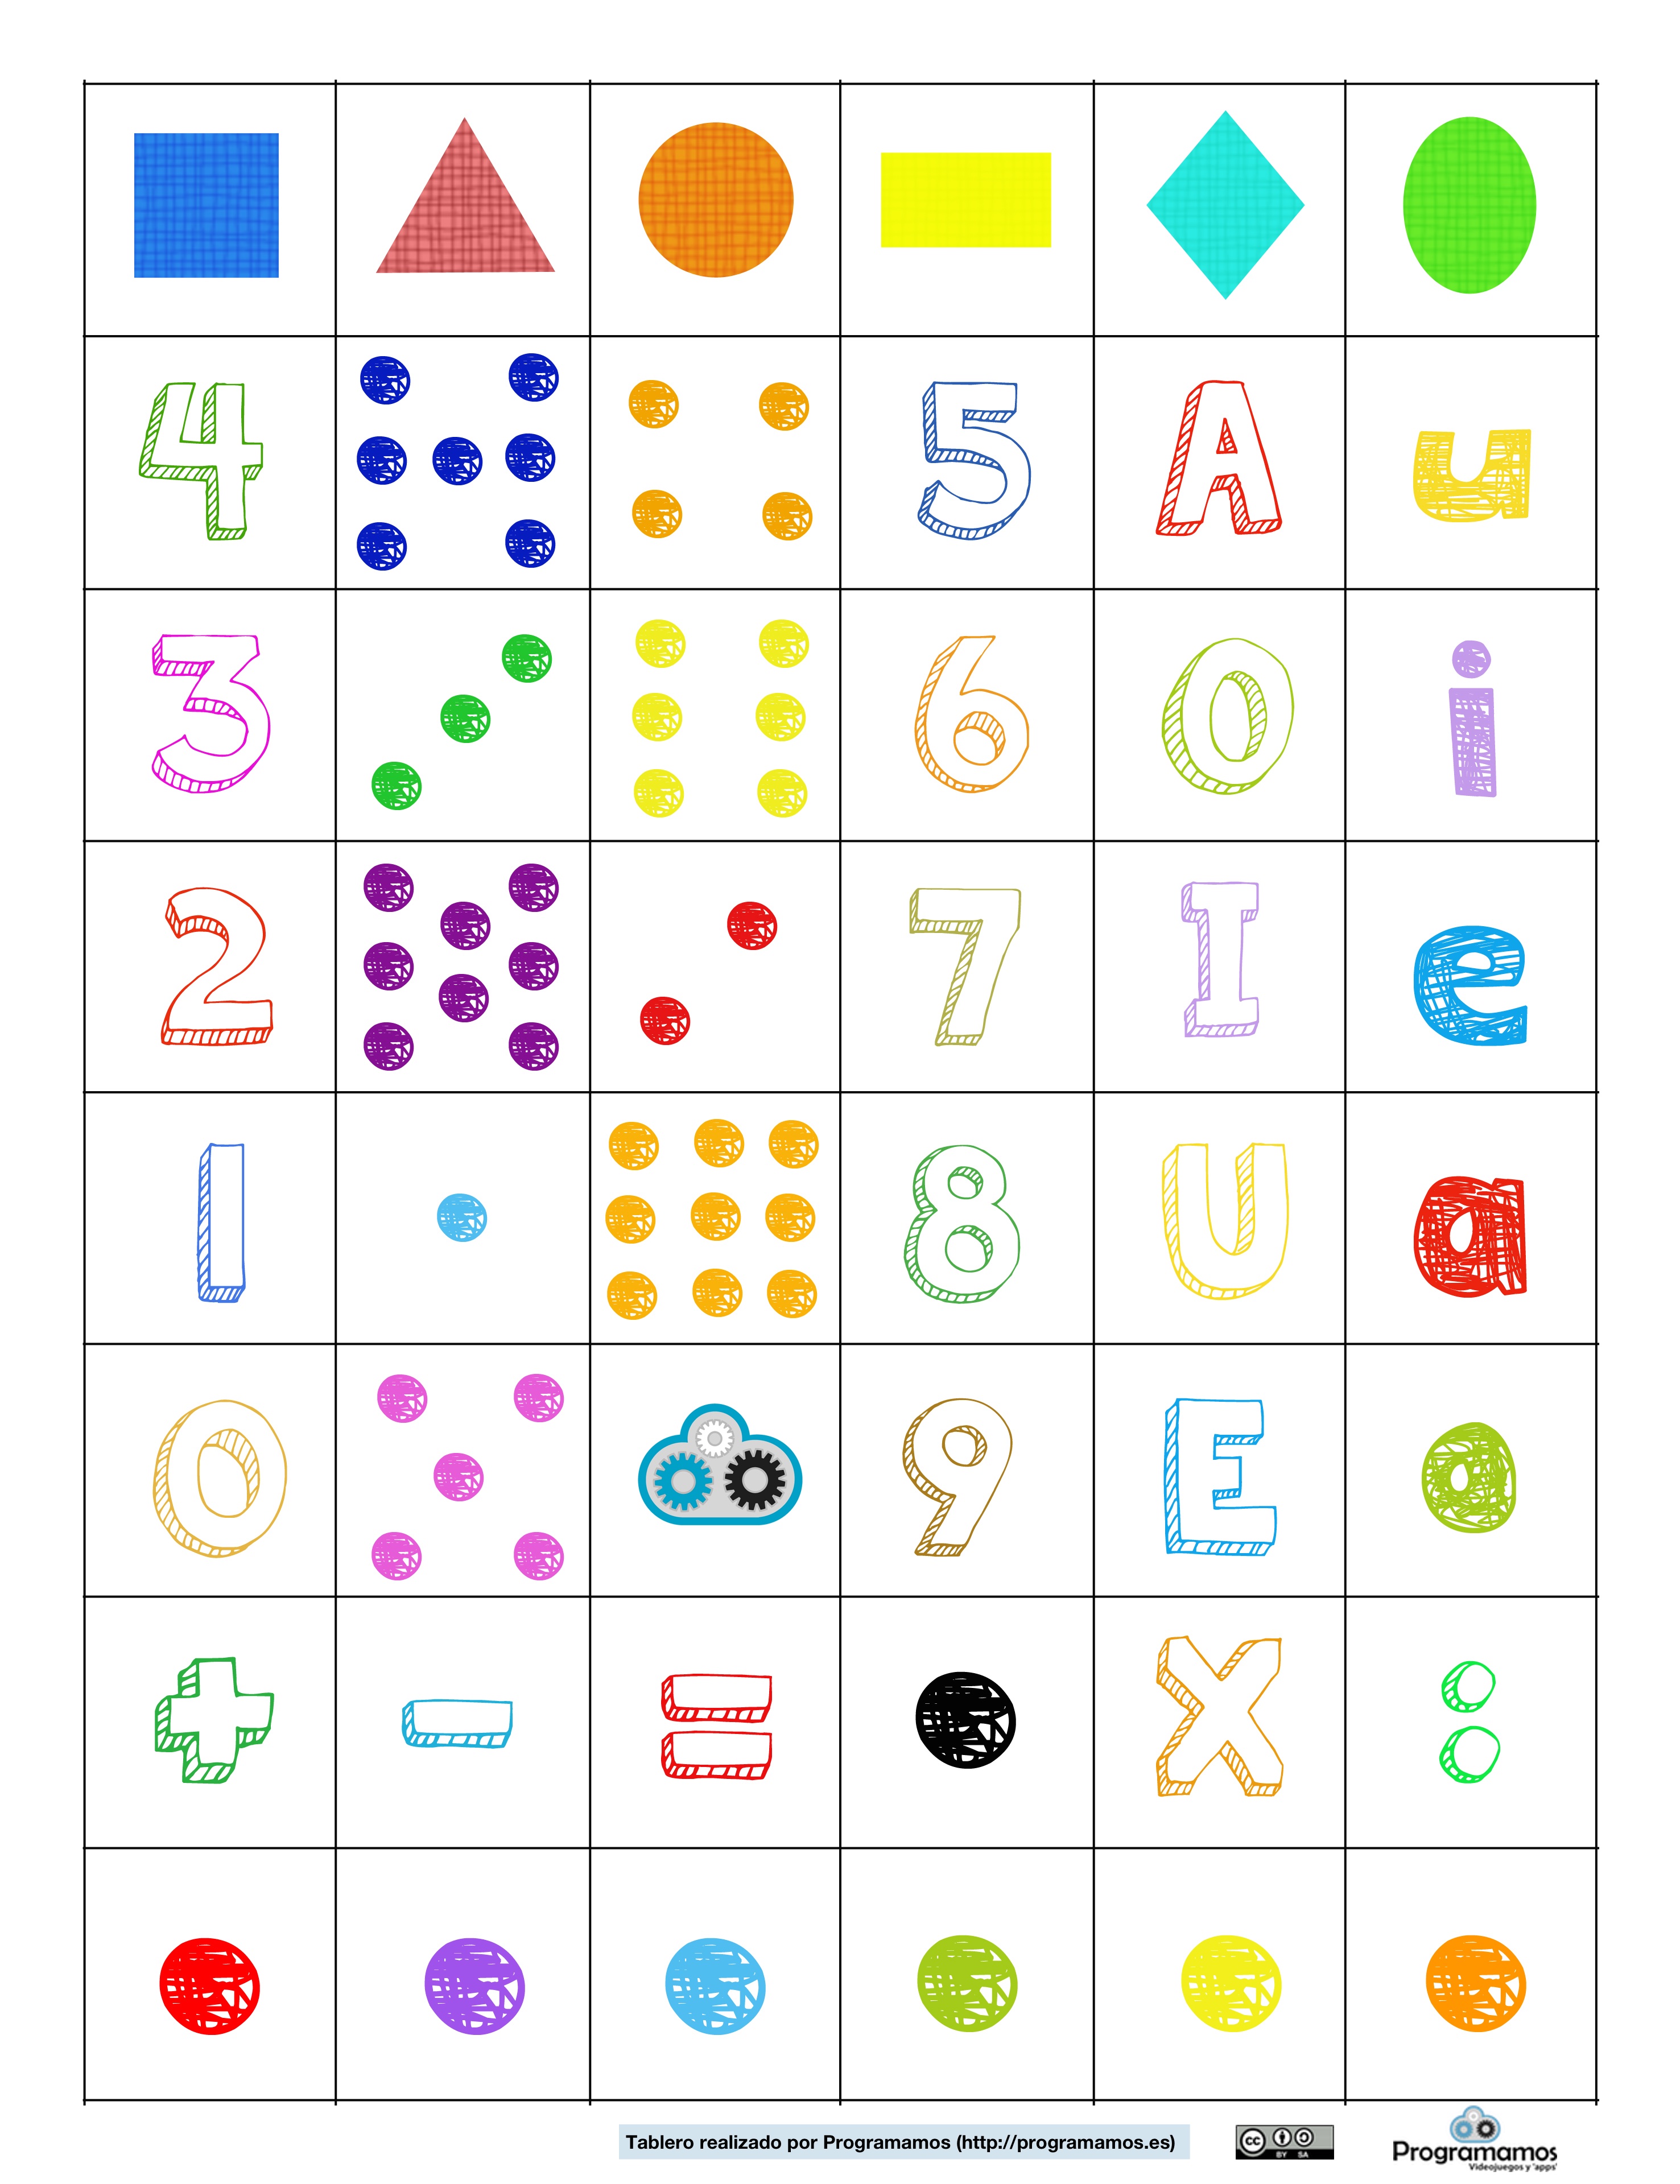 4 5 A u
3 6 O i
2 7 I e
1 8 U a
0 9 E o
+ - = X :
Tablero realizado por Programamos (http://programamos.es)
cc
BY SA
Programamos
Videojuegos y 'apps'